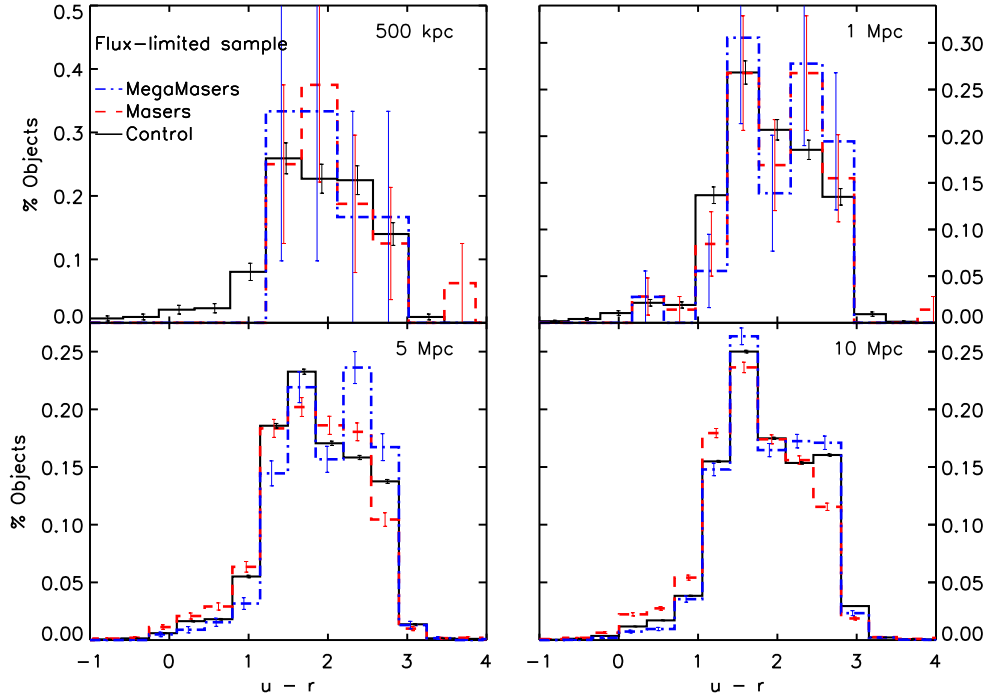 500 kpc
Flux-limited sample
MegaMasers
Masers
Control
0.5
0.4
0.3
0.2
0.1
0.0
% Objects
1 Mpc
0.30
0.25
0.20
0.15
0.10
0.05
0.00
5 Mpc
0.25
0.20
0.15
0.10
0.05
0.00
% Objects
-1 0 1 2 3 4
u - r
10 Mpc
0.25
0.20
0.15
0.10
0.05
0.00
-1 0 1 2 3 4
u - r